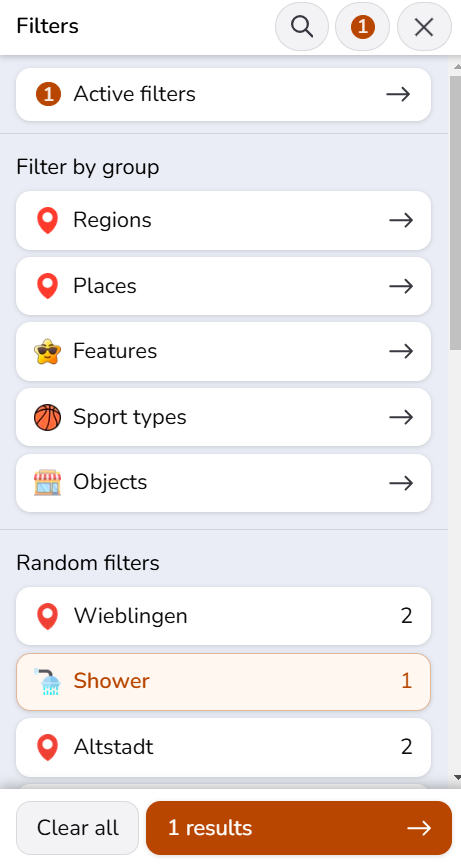 Filters
1
1 Active filters
Filter by group
Regions
Places
Features
Sport types
Objects
Random filters
Wieblingen 2
Shower 1
Altstadt 2
Clear all
1 results